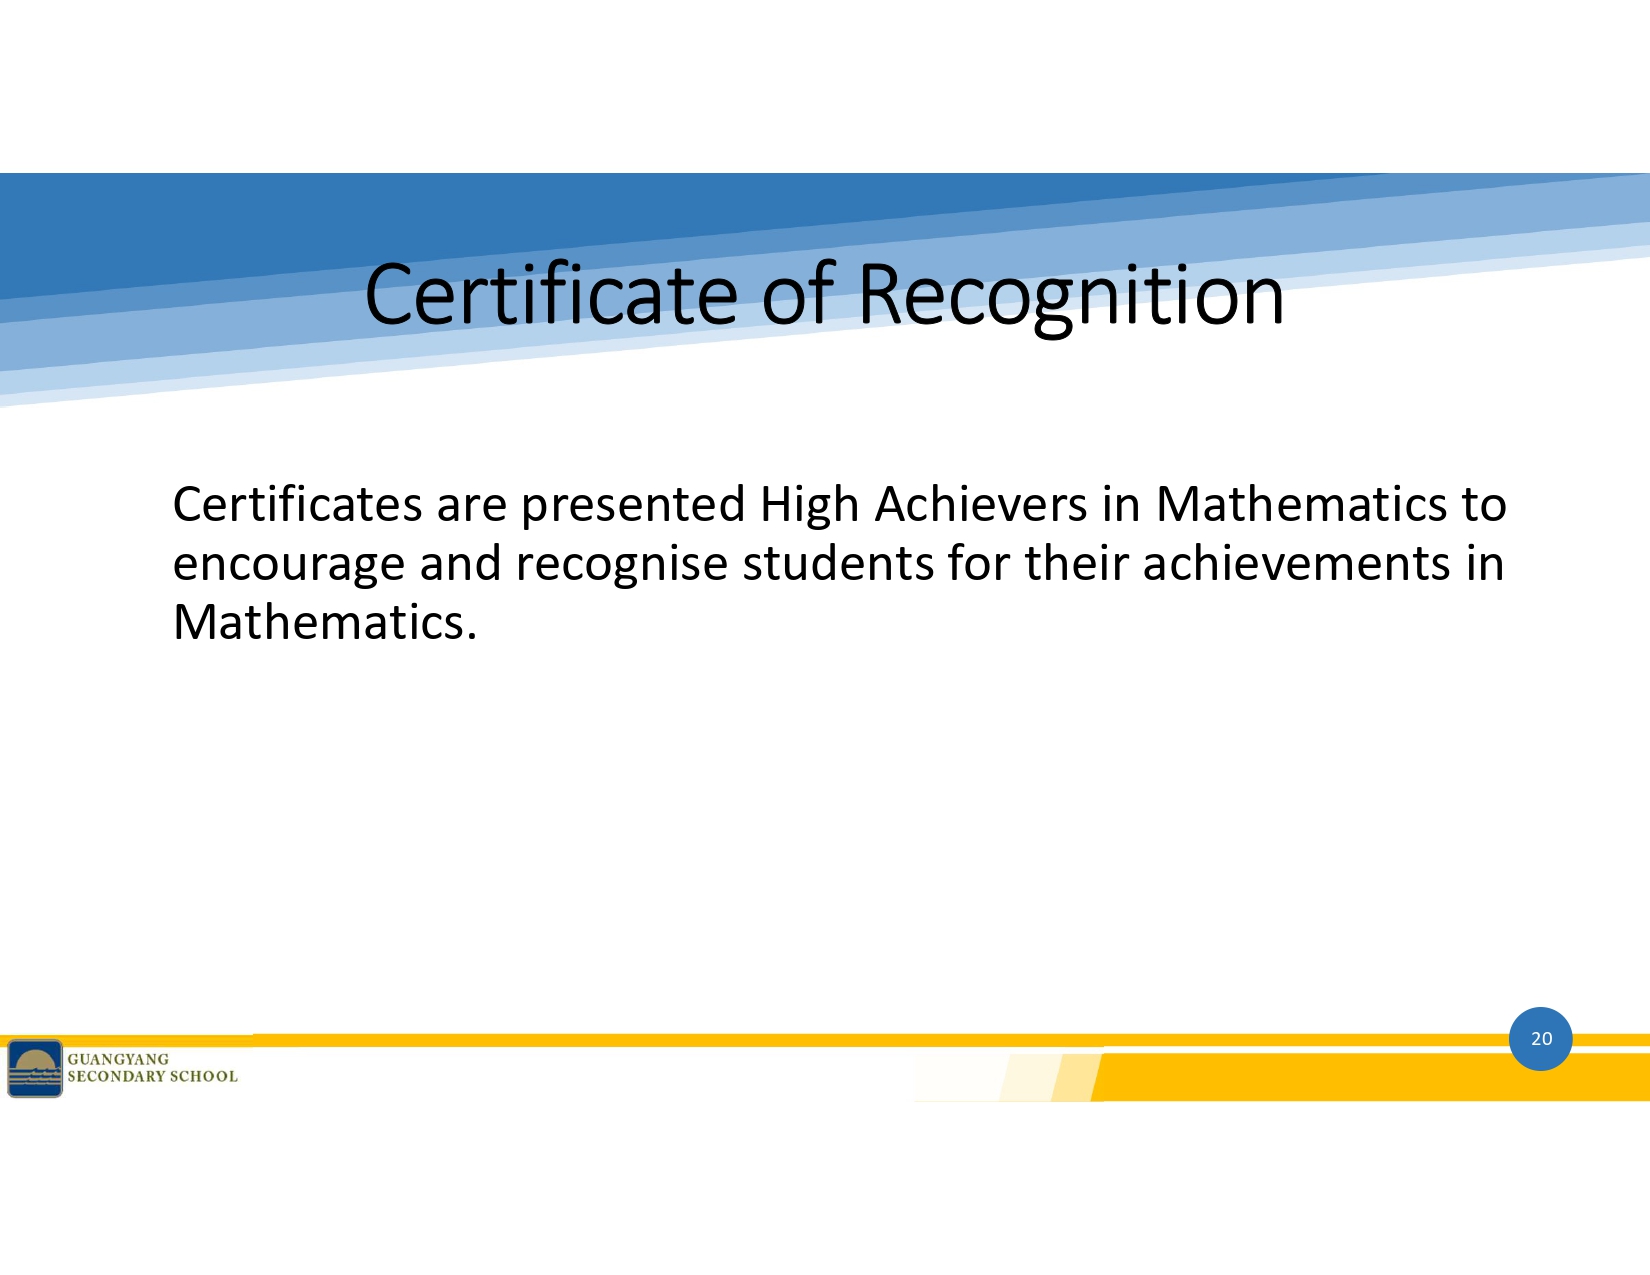 Certificate of Recognition
Certificates are presented High Achievers in Mathematics to
encourage and recognise students for their achievements in
Mathematics.
20
GUANGYANG
SECONDARY SCHOOL